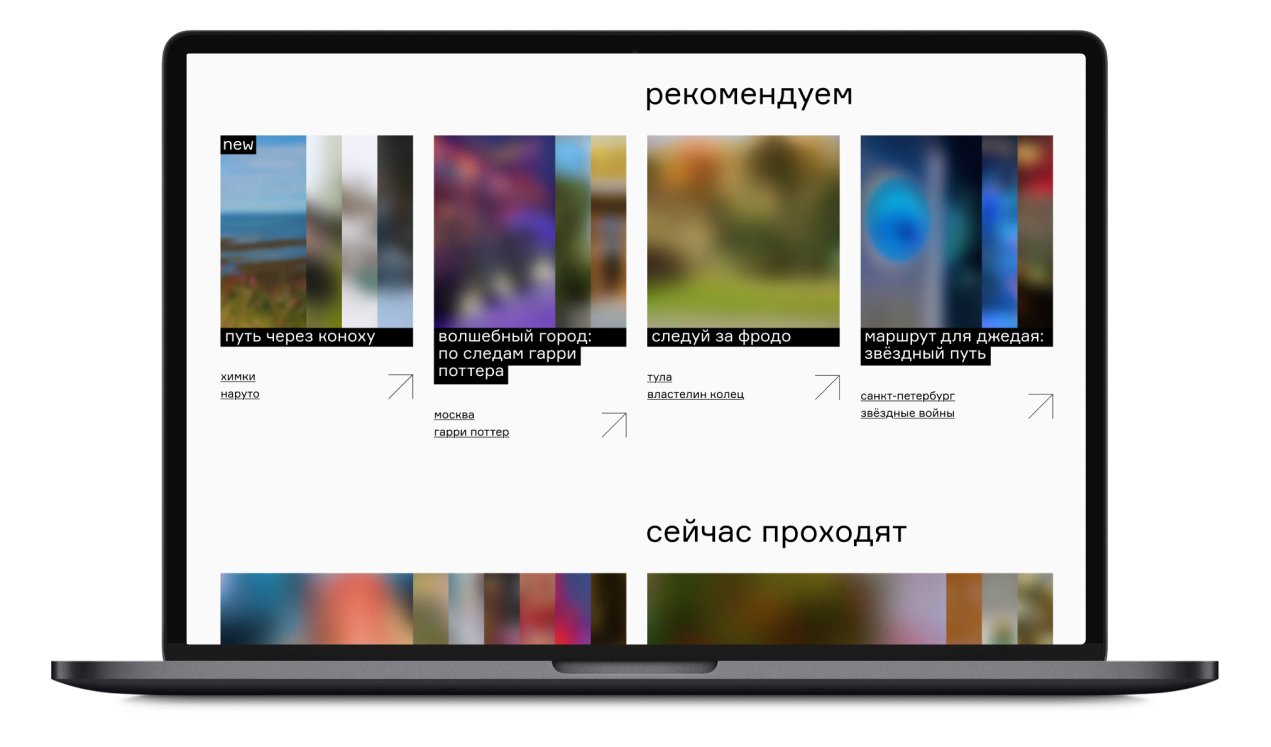 рекомендуем
new
путь через коноху
химки
наруто
волшебный город:
по следам гарри
поттера
москва
гарри поттер
следуй за фродо
тула
властелин колец
маршрут для джедая:
звёздный путь
санкт-петербург
звёздные войны
сейчас проходят